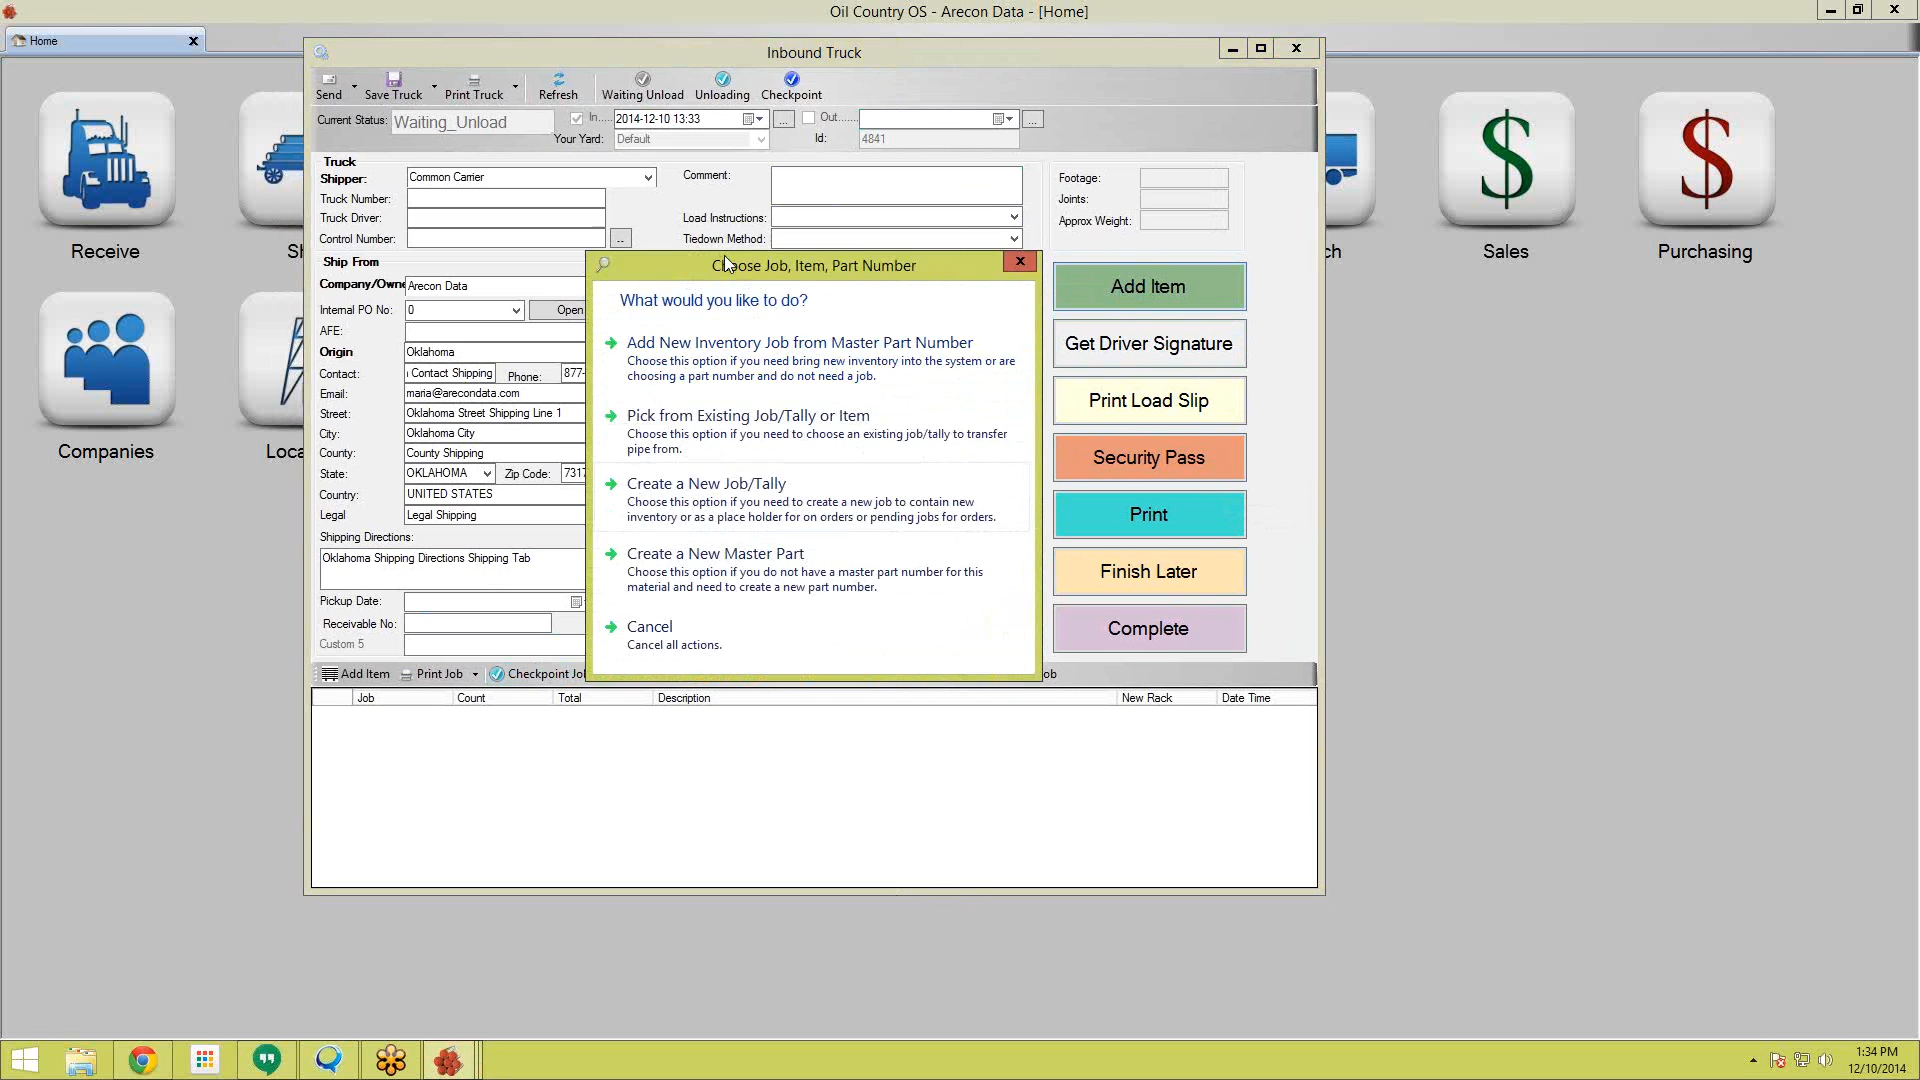 Oil Country OS - Arecon Data - [Home]
Home
Inbound Truck
Send Save Truck Print Truck Refresh Waiting Unload Unloading Checkpoint
Current Status: Waiting_Unload In..... 2014-12-10 13:33 ... Out....... ...
Your Yard: Default Id: 4841
Truck
Shipper: Common Carrier Comment: Footage:
Truck Number: Joints:
Truck Driver: Load Instructions: Approx Weight:
Control Number: .. Tiedown Method:
Receive
Sales
Purchasing
Companies
Ship From
Company/Owne Arecon Data
Internal PO No: 0 Open
AFE:
Origin Oklahoma
Contact: Contact Shipping Phone: 877-
Email: maria@arecondata.com
Street: Oklahoma Street Shipping Line 1
City: Oklahoma City
County: County Shipping
State: OKLAHOMA Zip Code: 7317
Country: UNITED STATES
Legal Legal Shipping
Shipping Directions:
Oklahoma Shipping Directions Shipping Tab
Pickup Date:
Receivable No:
Custom 5
Choose Job, Item, Part Number
What would you like to do?
Add New Inventory Job from Master Part Number
Choose this option if you need bring new inventory into the system or are
choosing a part number and do not need a job.
Pick from Existing Job/Tally or Item
Choose this option if you need to choose an existing job/tally to transfer
pipe from.
Create a New Job/Tally
Choose this option if you need to create a new job to contain new
inventory or as a place holder for on orders or pending jobs for orders.
Create a New Master Part
Choose this option if you do not have a master part number for this
material and need to create a new part number.
Cancel
Cancel all actions.
Add Item
Get Driver Signature
Print Load Slip
Security Pass
Print
Finish Later
Complete
Add Item Print Job Checkpoint Jo
Job Count Total Description New Rack Date Time
1:34 PM
12/10/2014